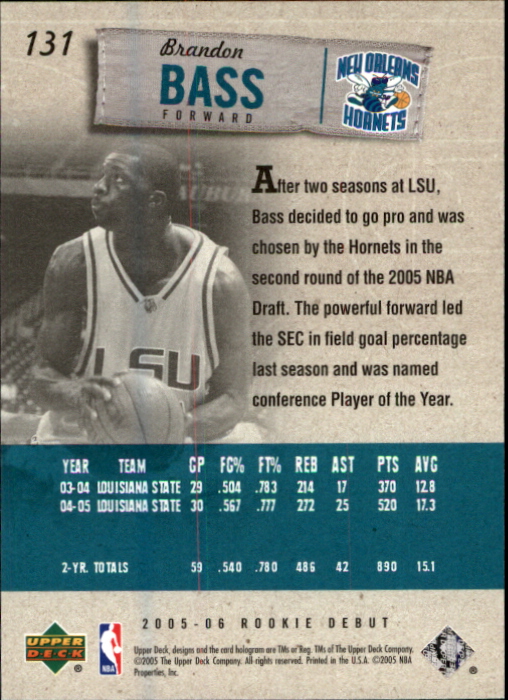 131
Brandon
BASS
FORWARD
NEW ORLEANS
HORNETS
AUBUR
LSU
After two seasons at LSU,
Bass decided to go pro and was
chosen by the Hornets in the
second round of the 2005 NBA
Draft. The powerful forward led
the SEC in field goal percentage
last season and was named
conference Player of the Year.
YEAR TEAM GP FG% FT% REB AST PTS AVG
03-04 LOUISIANA STATE 29 .504 .783 214 17 370 12.8
04-05 LOUISIANA STATE 30 .567 .777 272 25 520 17.3
2-YR. TOTALS 59 .540 .780 486 42 890 15.1
2005-06 ROOKIE DEBUT
UPPER
DECK
®
NBA
®
Upper Deck, designs and the card hologram are TMs or Reg. TMs of The Upper Deck Company.
©2005 The Upper Deck Company. All rights reserved. Printed in the U.S.A. ©2005 NBA
Properties, Inc.
®